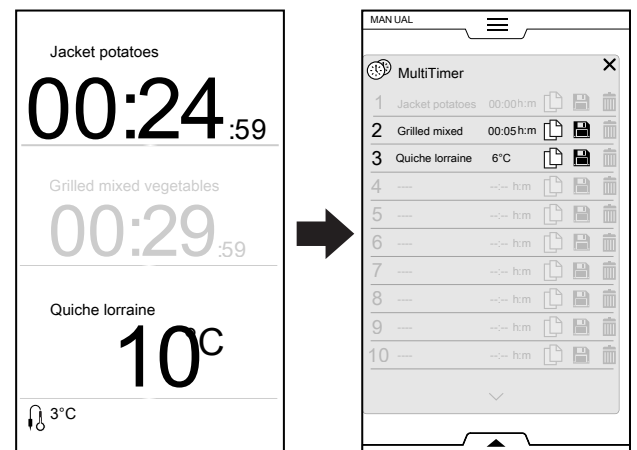 Jacket potatoes
00:24:59
Grilled mixed vegetables
00:29:59
Quiche lorraine
10°C
3°C
MAN UAL
MultiTimer
1 Jacket potatoes 00:00h:m
2 Grilled mixed 00:05h:m
3 Quiche lorraine 6°C
4 ---- --:-- h:m
5 ---- --:-- h:m
6 ---- --:-- h:m
7 ---- --:-- h:m
8 ---- --:-- h:m
9 ---- --:-- h:m
10 ---- --:-- h:m